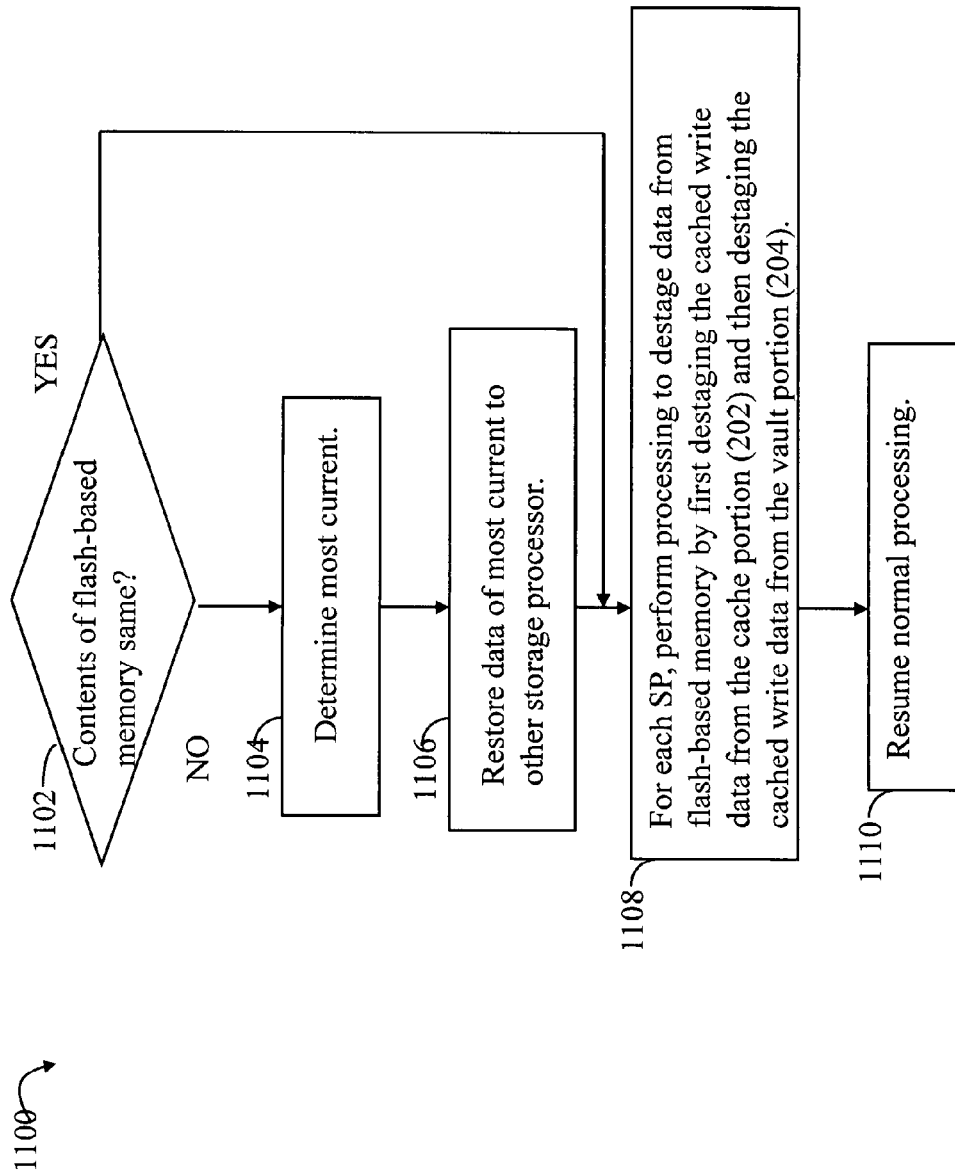 1100
1102
Contents of flash-based
memory same?
YES
NO
1104
Determine most current.
1106
Restore data of most current to
other storage processor.
1108
For each SP, perform processing to destage data from
flash-based memory by first destaging the cached write
data from the cache portion (202) and then destaging the
cached write data from the vault portion (204).
1110
Resume normal processing.